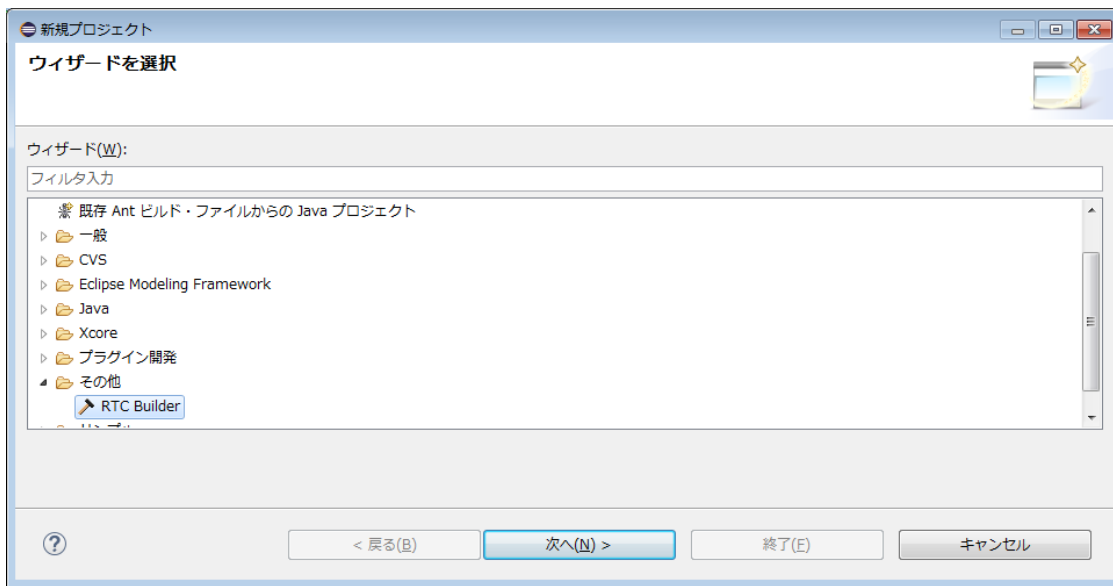 新規プロジェクト
ウィザードを選択
ウィザード(W):
フィルタ入力
既存 Ant ビルド・ファイルからの Java プロジェクト
一般
CVS
Eclipse Modeling Framework
Java
Xcore
プラグイン開発
その他
RTC Builder
< 戻る(B) 次へ(N) > 終了(F) キャンセル